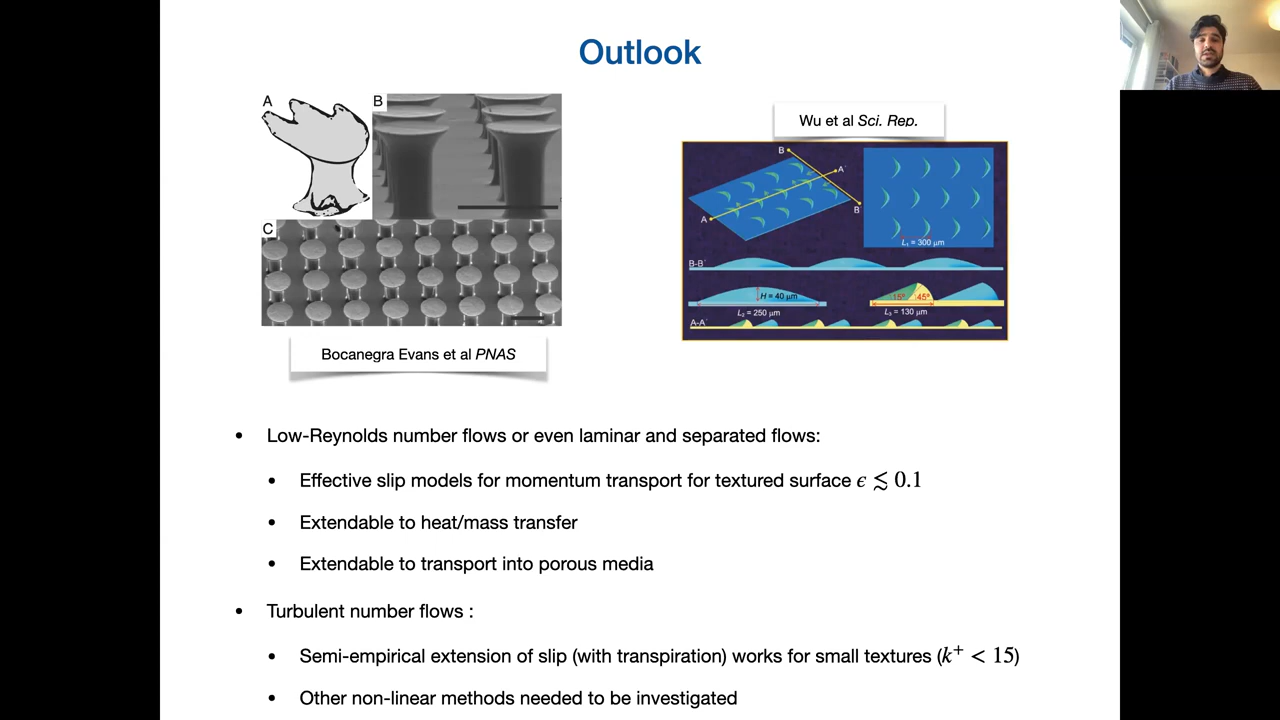 Outlook
A
B
C
Bocanegra Evans et al PNAS
Wu et al Sci. Rep.
B
A'
A
B'
L₁ = 300 μm
B-B'
H = 40 μm
15° 45°
L₂ = 250 μm
L₃ = 130 μm
A-A'
• Low-Reynolds number flows or even laminar and separated flows:
• Effective slip models for momentum transport for textured surface ϵ ≲ 0.1
• Extendable to heat/mass transfer
• Extendable to transport into porous media
• Turbulent number flows :
• Semi-empirical extension of slip (with transpiration) works for small textures (k⁺ < 15)
• Other non-linear methods needed to be investigated